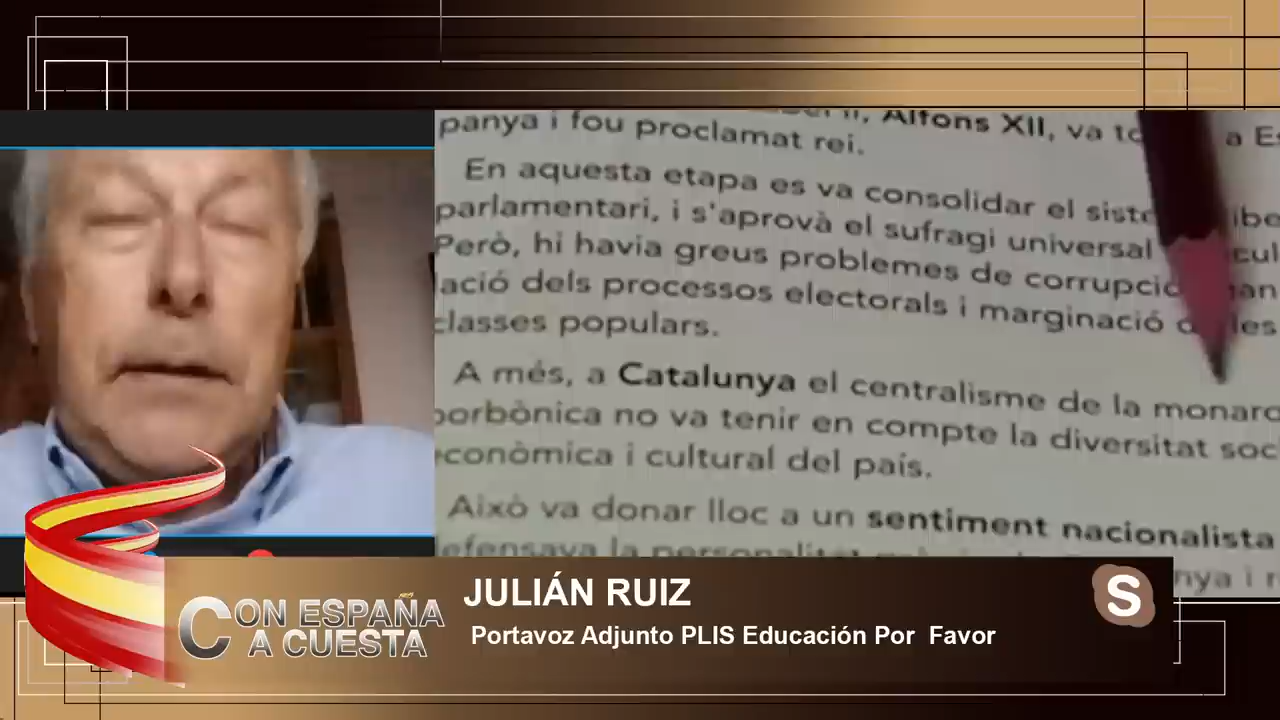 Alfons XII, va
panya i fou proclamat rei.
En aquesta etapa es va consolidar el
parlamentari, i s'aprovà el sufragi universal
Però, hi havia greus problemes de
lació dels processos electorals i marginació
classes populars.
A més, a Catalunya el centralisme de la
borbònica no va tenir en compte la diversitat
econòmica i cultural del país.
Això va donar lloc a un sentiment nacionalista
defensava la personalitat
JULIÁN RUIZ
Portavoz Adjunto PLIS Educación Por Favor
CON ESPAÑA
A CUESTA
S